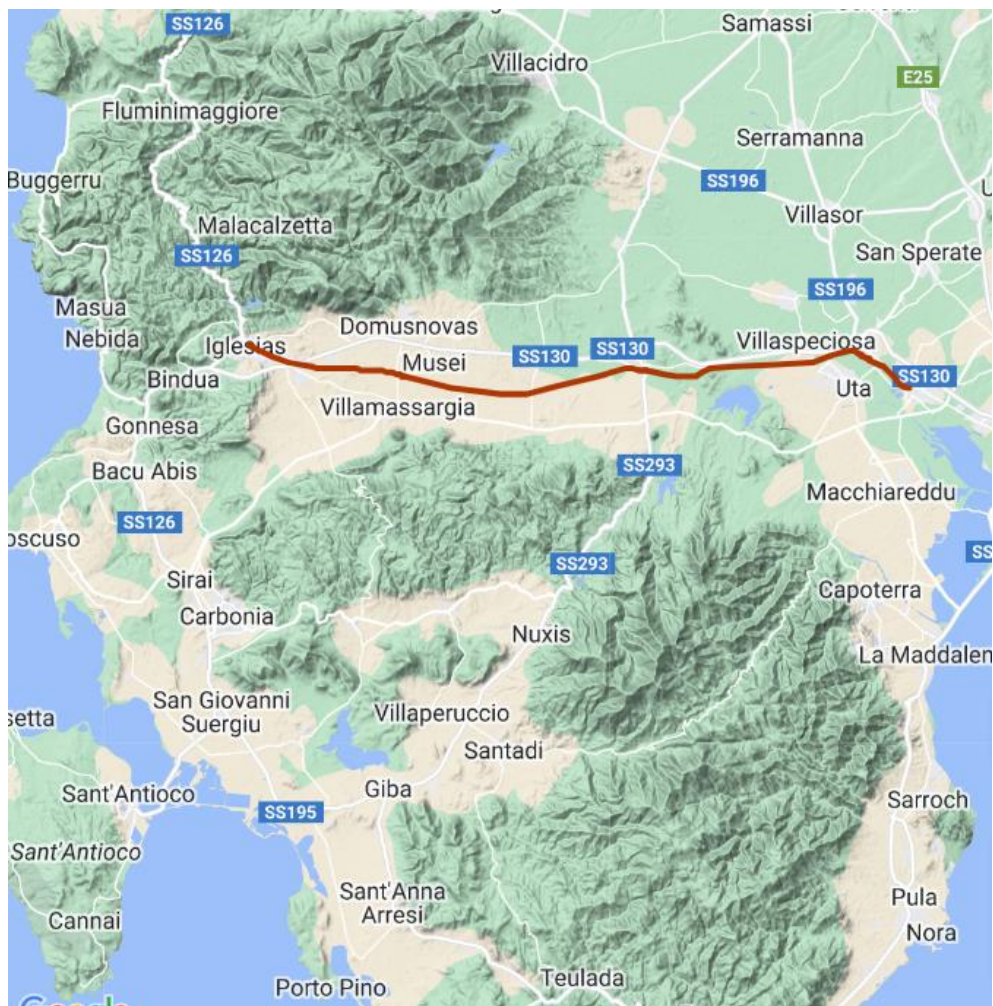 SS126
Samassi
Villacidro
E25
Fluminimaggiore
Serramanna
Buggerru
SS196
Villasor
Malacalzetta
SS126
San Sperate
SS196
Masua
Nebida
Domusnovas
Iglesias
Musei
SS130
SS130
Villaspeciosa
Bindua
SS130
Uta
Villamassargia
Gonnesa
Bacu Abis
SS293
Macchiareddu
SS126
oscuso
SS
SS293
Sirai
Carbonia
Capoterra
Nuxis
La Maddalen
San Giovanni
Suergiu
Villaperuccio
setta
Santadi
Giba
Sant'Antioco
SS195
Sarroch
Sant'Antioco
Sant'Anna
Arresi
Pula
Cannai
Nora
Porto Pino
Teulada